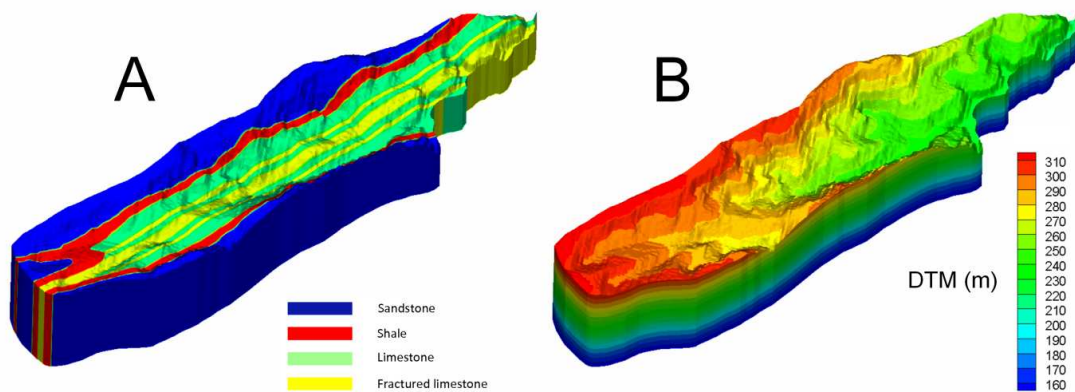 A
B
Sandstone
Shale
Limestone
Fractured limestone
DTM (m)
310
300
290
280
270
260
250
240
230
220
210
200
190
180
170
160